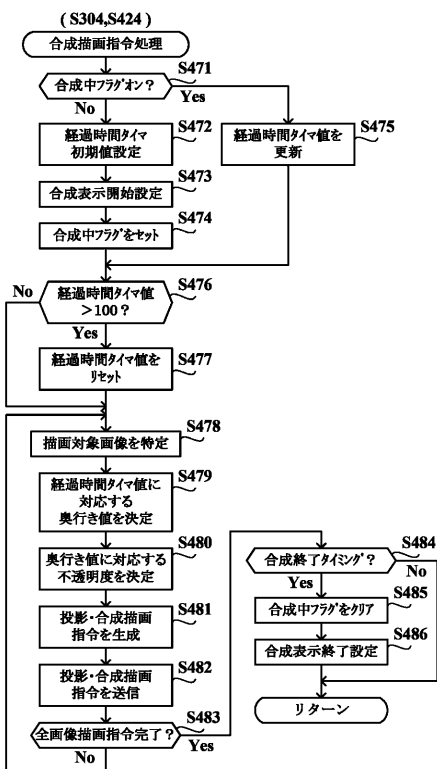 ( S304,S424 )
合成描画指令処理
合成中フラグオン？
S471
No
Yes
経過時間タイマ
初期値設定
S472
経過時間タイマ値を
更新
S475
合成表示開始設定
S473
合成中フラグをセット
S474
No
経過時間タイマ値
＞100？
S476
Yes
経過時間タイマ値を
リセット
S477
描画対象画像を特定
S478
経過時間タイマ値に
対応する
奥行き値を決定
S479
奥行き値に対応する
不透明度を決定
S480
投影・合成描画
指令を生成
S481
投影・合成描画
指令を送信
S482
全画像描画指令完了？
S483
No
Yes
合成終了タイミング？
S484
Yes
No
合成中フラグをクリア
S485
合成表示終了設定
S486
リターン